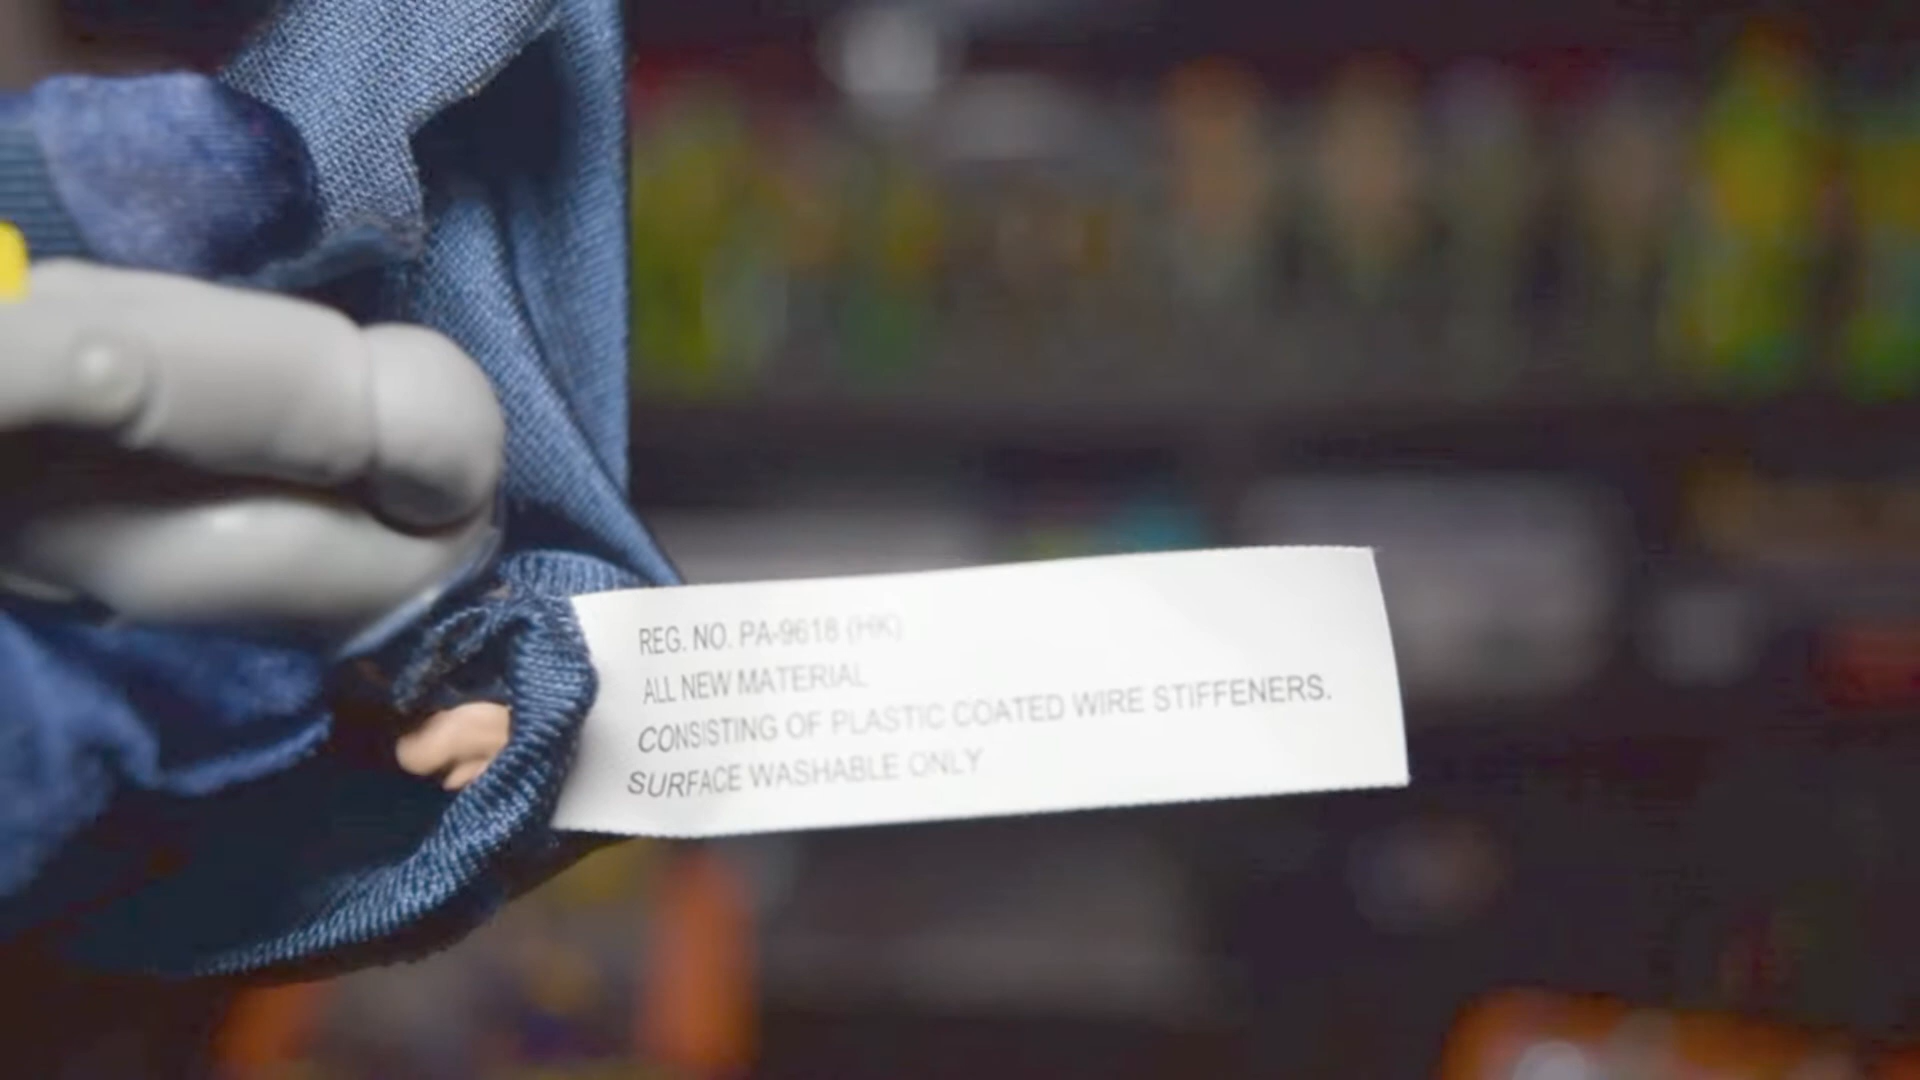 REG. NO. PA-9618 (HK)
ALL NEW MATERIAL
CONSISTING OF PLASTIC COATED WIRE STIFFENERS.
SURFACE WASHABLE ONLY